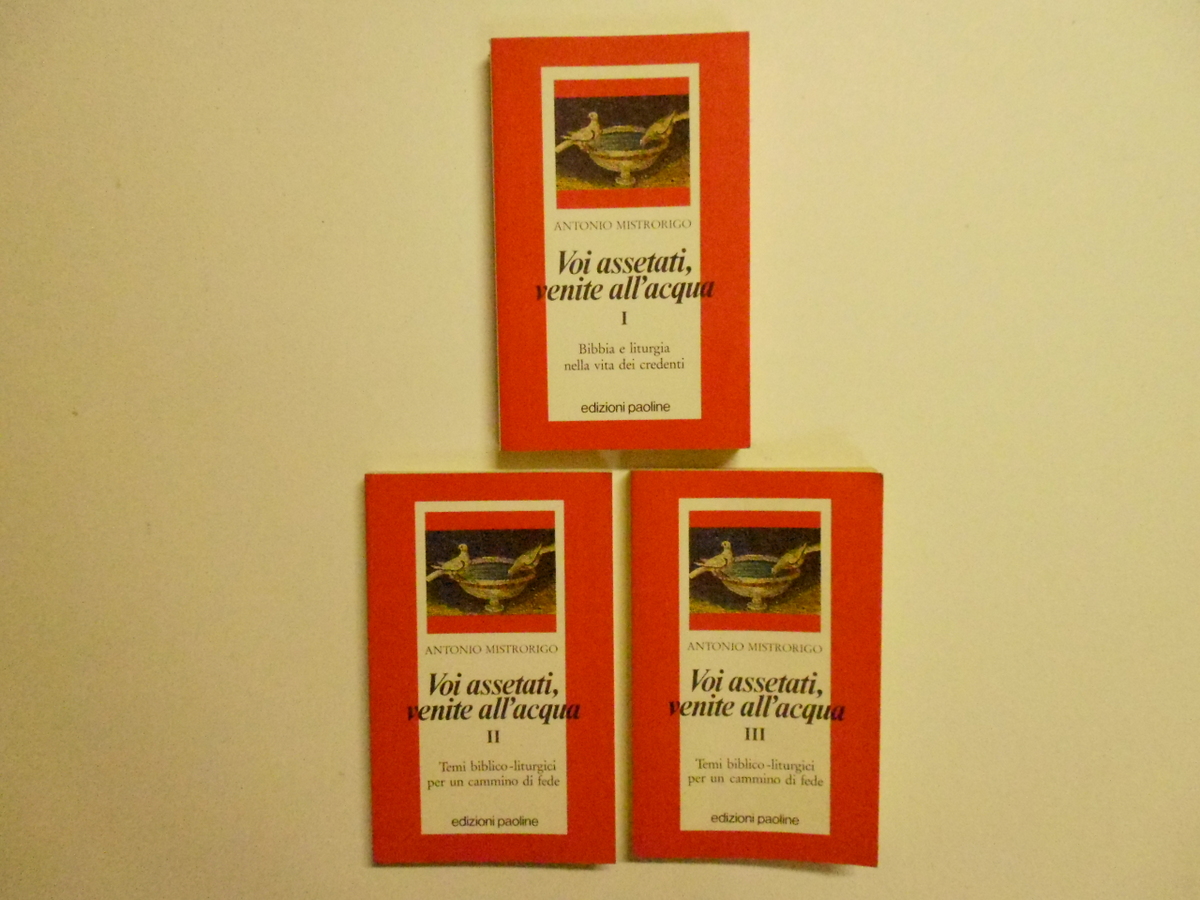 ANTONIO MISTRORIGO
Voi assetati,
venite all'acqua
I
Bibbia e liturgia
nella vita dei credenti
edizioni paoline
ANTONIO MISTRORIGO
Voi assetati,
venite all'acqua
II
Temi biblico-liturgici
per un cammino di fede
edizioni paoline
ANTONIO MISTRORIGO
Voi assetati,
venite all'acqua
III
Temi biblico-liturgici
per un cammino di fede
edizioni paoline